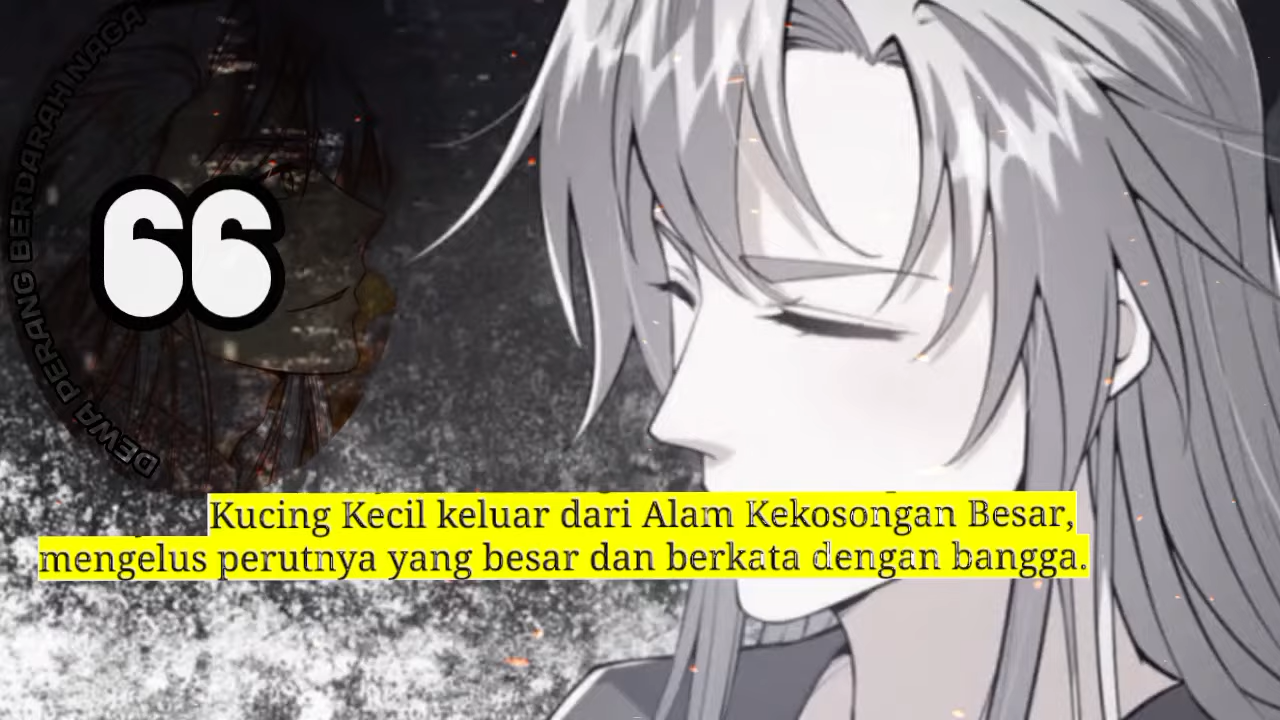 DEWA PERANG BERDARAH NAGA
66
Kucing Kecil keluar dari Alam Kekosongan Besar,
mengelus perutnya yang besar dan berkata dengan bangga.